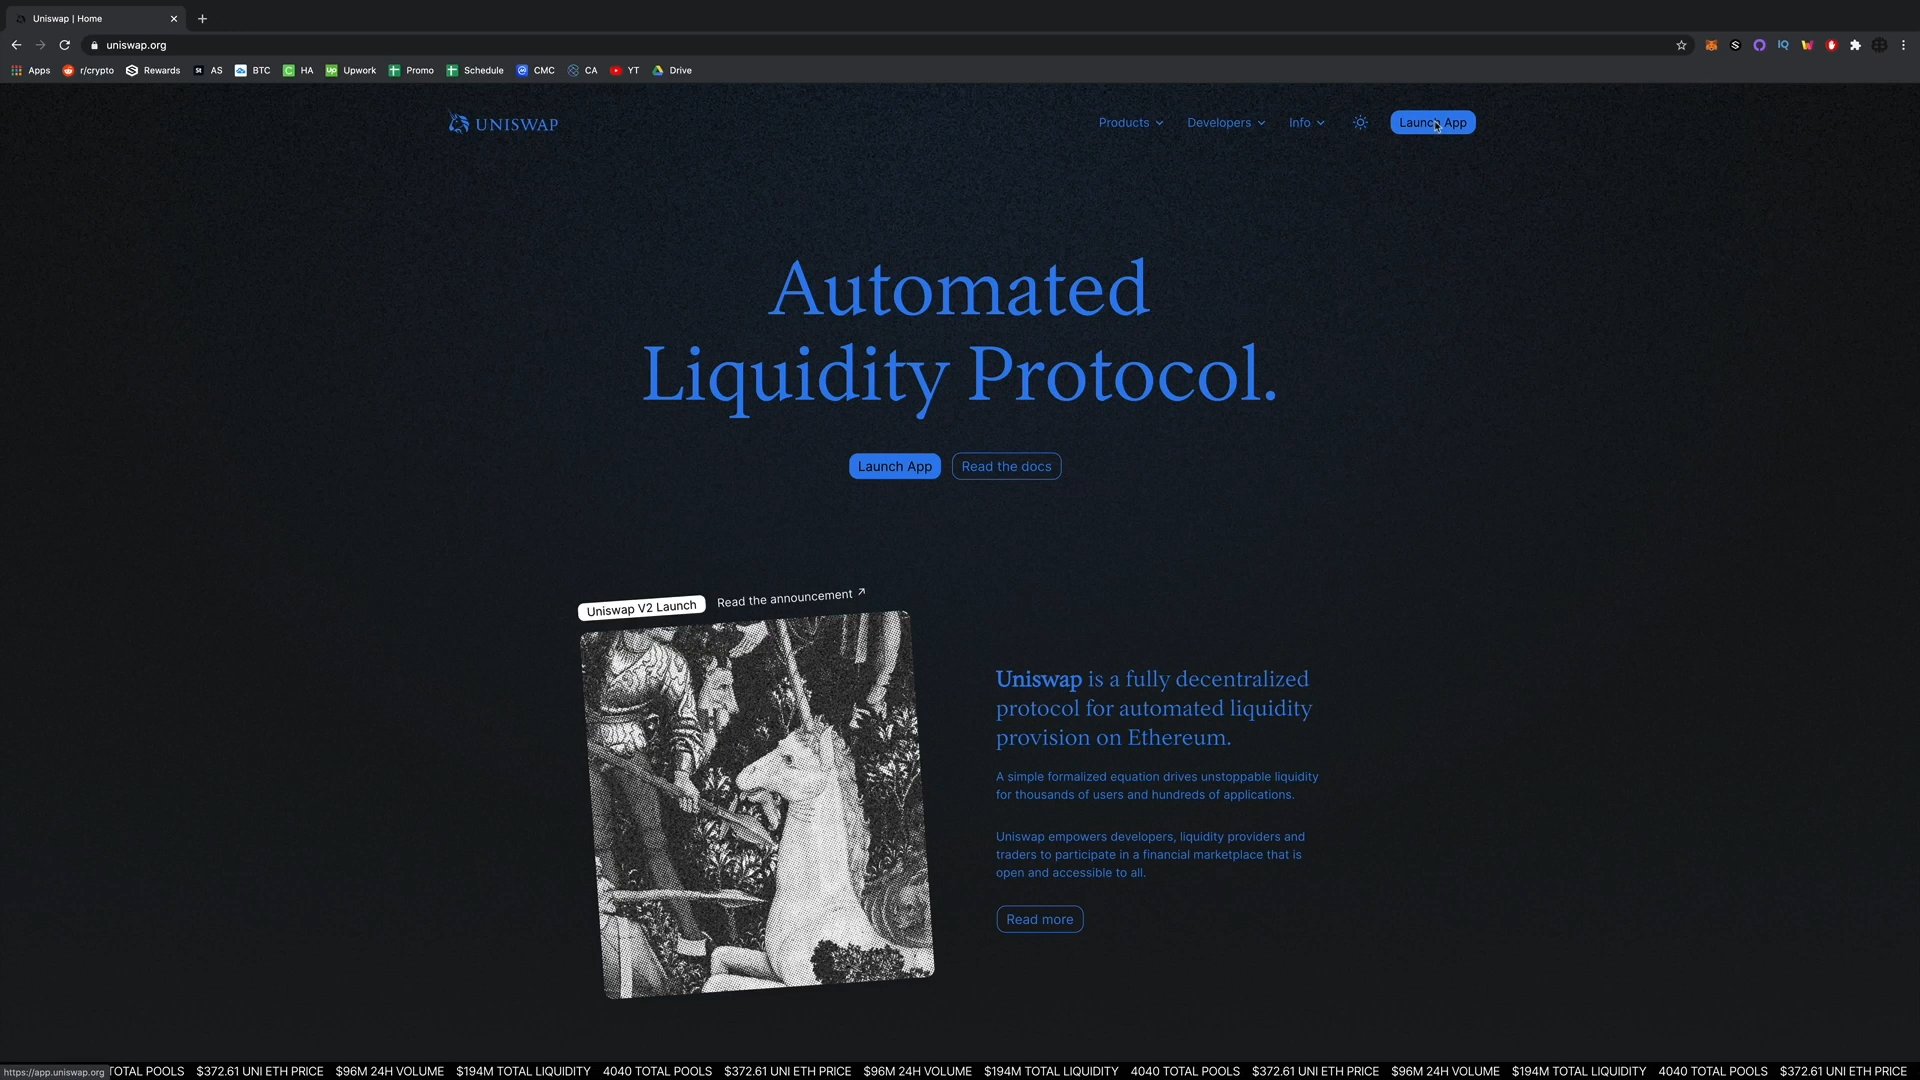 Uniswap | Home
uniswap.org
Apps r/crypto Rewards AS BTC HA Upwork Promo Schedule CMC CA YT Drive
UNISWAP
Products Developers Info Launch App
Automated
Liquidity Protocol.
Launch App Read the docs
Uniswap V2 Launch Read the announcement ↗
Uniswap is a fully decentralized
protocol for automated liquidity
provision on Ethereum.
A simple formalized equation drives unstoppable liquidity
for thousands of users and hundreds of applications.
Uniswap empowers developers, liquidity providers and
traders to participate in a financial marketplace that is
open and accessible to all.
Read more
https://app.uniswap.org TOTAL POOLS $372.61 UNI ETH PRICE $96M 24H VOLUME $194M TOTAL LIQUIDITY 4040 TOTAL POOLS $372.61 UNI ETH PRICE $96M 24H VOLUME $194M TOTAL LIQUIDITY 4040 TOTAL POOLS $372.61 UNI ETH PRICE $96M 24H VOLUME $194M TOTAL LIQUIDITY 4040 TOTAL POOLS $372.61 UNI ETH PRICE